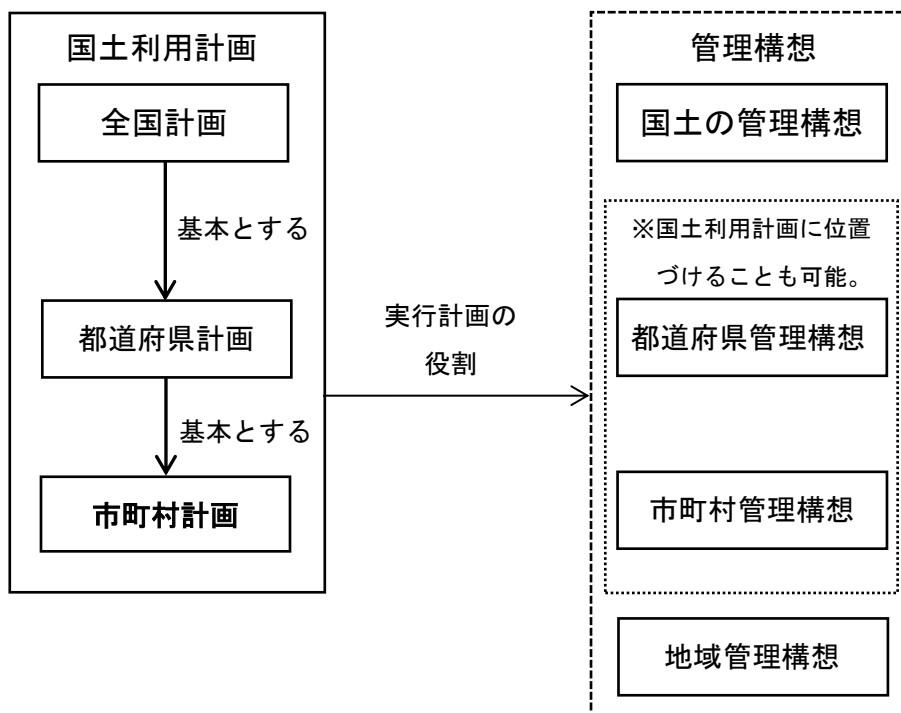 国土利用計画
全国計画
基本とする
都道府県計画
基本とする
市町村計画
実行計画の
役割
管理構想
国土の管理構想
※国土利用計画に位置
づけることも可能。
都道府県管理構想
市町村管理構想
地域管理構想